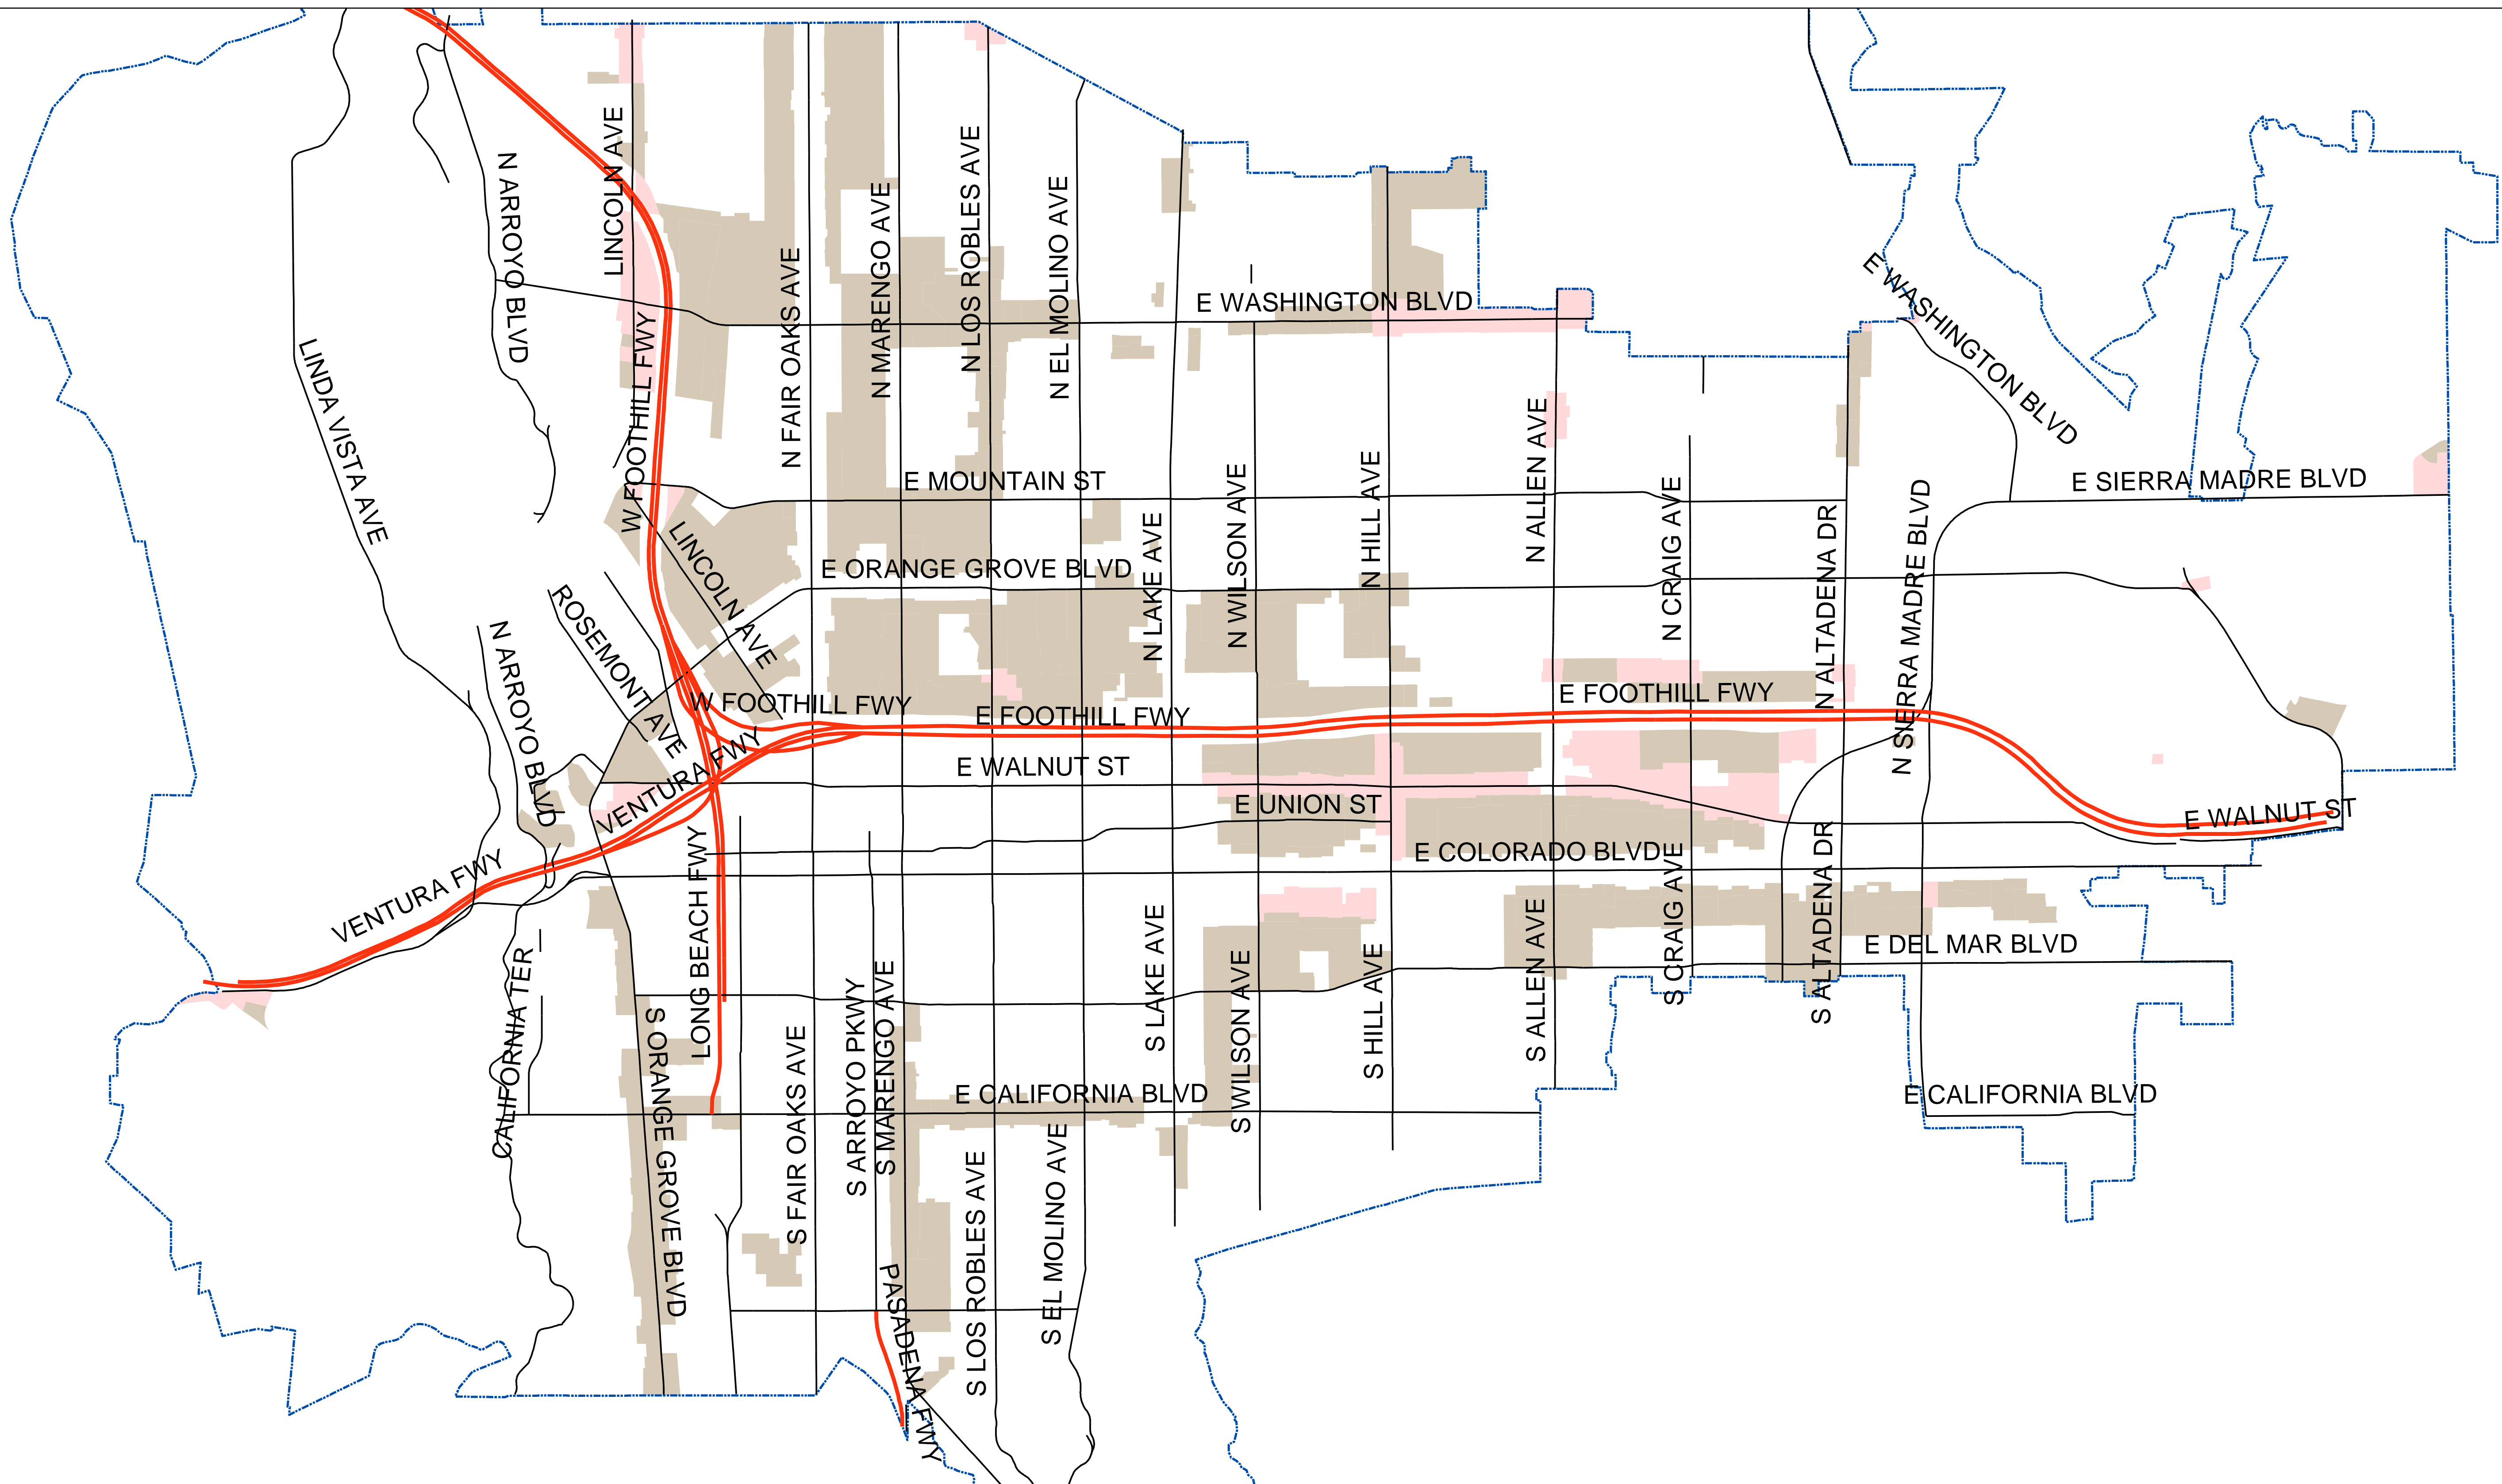 LINCOLN AVE
N ARROYO BLVD
N LOS ROBLES AVE
N MARENGO AVE
N EL MOLINO AVE
N FAIR OAKS AVE
E WASHINGTON BLVD
E WASHINGTON BLVD
W FOOTHILL FWY
LINDA VISTA AVE
N ALLEN AVE
E MOUNTAIN ST
E SIERRA MADRE BLVD
N HILL AVE
N WILSON AVE
N CRAIG AVE
N SIERRA MADRE BLVD
N ALTADENA DR
N LAKE AVE
LINCOLN AVE
E ORANGE GROVE BLVD
ROSEMONT AVE
N ARROYO BLVD
W FOOTHILL FWY
E FOOTHILL FWY
E FOOTHILL FWY
VENTURA FWY
E WALNUT ST
E UNION ST
E WALNUT ST
E COLORADO BLVD
VENTURA FWY
LONG BEACH FWY
S CRAIG AVE
S ALTADENA DR
S ALLEN AVE
S LAKE AVE
E DEL MAR BLVD
CALIFORNIA TER
S WILSON AVE
S HILL AVE
S ARROYO PKWY
S MARENGO AVE
S ORANGE GROVE BLVD
S FAIR OAKS AVE
E CALIFORNIA BLVD
E CALIFORNIA BLVD
S EL MOLINO AVE
S LOS ROBLES AVE
PASADENA FWY